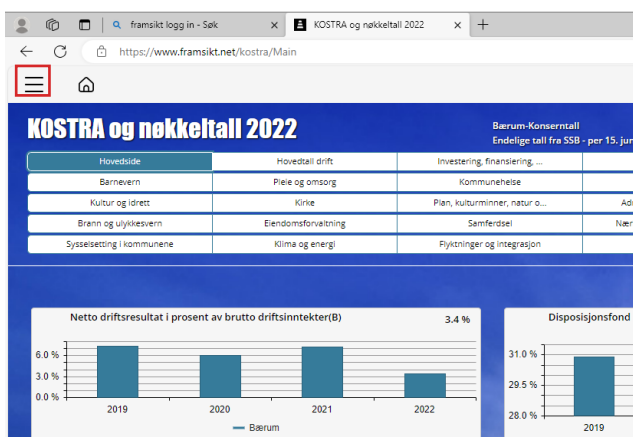 framsikt logg in - Søk
KOSTRA og nøkkeltall 2022
https://www.framsikt.net/kostra/Main
KOSTRA og nøkkeltall 2022
Bærum-Konserntall
Endelige tall fra SSB - per 15. jun
Hovedside Hovedtall drift Investering, finansiering, ...
Barnevern Pleie og omsorg Kommunehelse
Kultur og idrett Kirke Plan, kulturminner, natur o... Ad
Brann og ulykkesvern Eiendomsforvaltning Samferdsel Nær
Sysselsetting i kommunene Klima og energi Flyktninger og integrasjon
Netto driftsresultat i prosent av brutto driftsinntekter(B) 3.4 % Disposisjonsfond
6.0 %
3.0 %
0.0 %
2019 2020 2021 2022
Bærum
31.0 %
29.5 %
28.0 %
2019